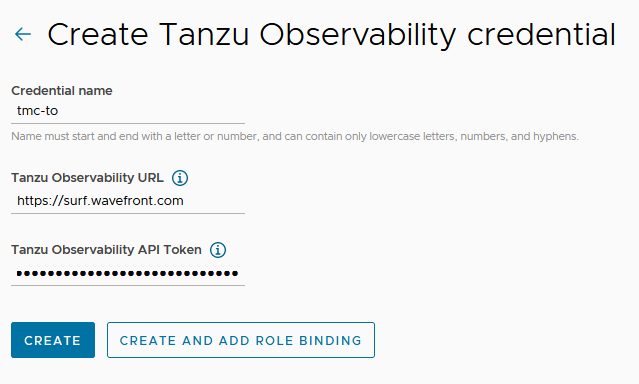 Create Tanzu Observability credential
Credential name
tmc-to
Name must start and end with a letter or number, and can contain only lowercase letters, numbers, and hyphens.
Tanzu Observability URL
https://surf.wavefront.com
Tanzu Observability API Token
••••••••••••••••••••••••••••
CREATE
CREATE AND ADD ROLE BINDING